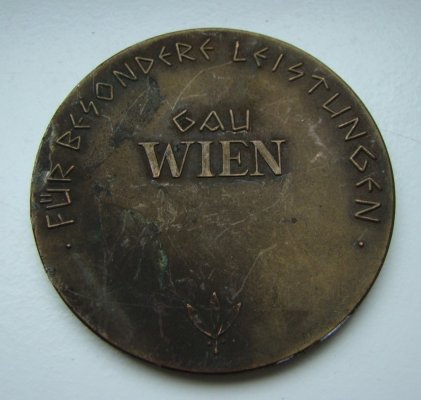 · FÜR BESONDERE LEISTUNGEN ·
GAU
WIEN